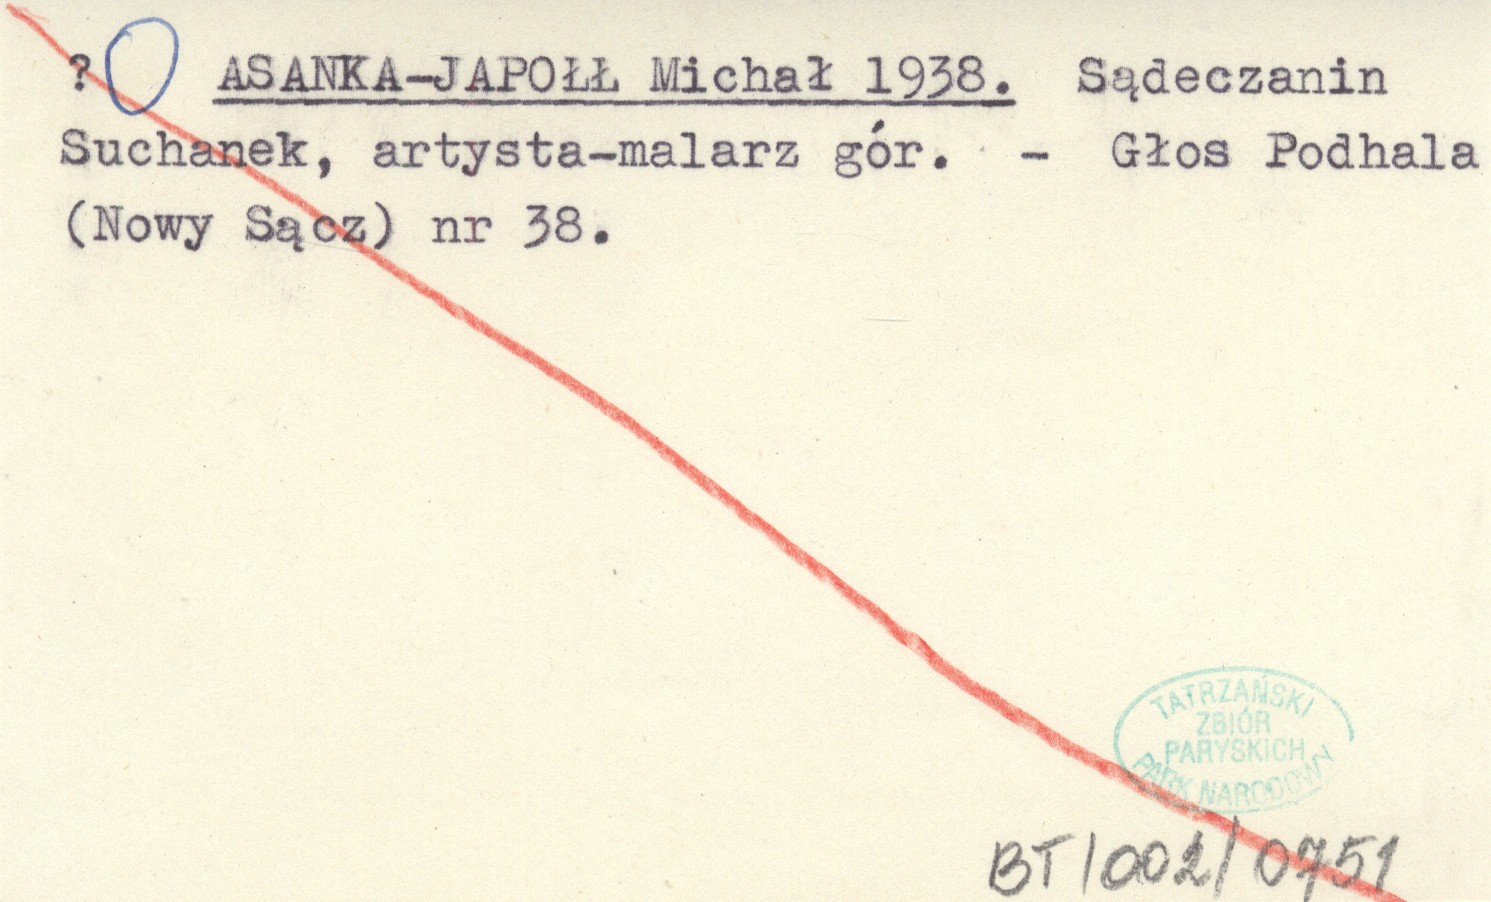 ? ASANKA-JAPOŁŁ Michał 1938. Sądeczanin
Suchanek, artysta-malarz gór. - Głos Podhala
(Nowy Sącz) nr 38.
TATRZAŃSKI
ZBIÓR
PARYSKICH
PARK NARODOWY
BT/002/0751